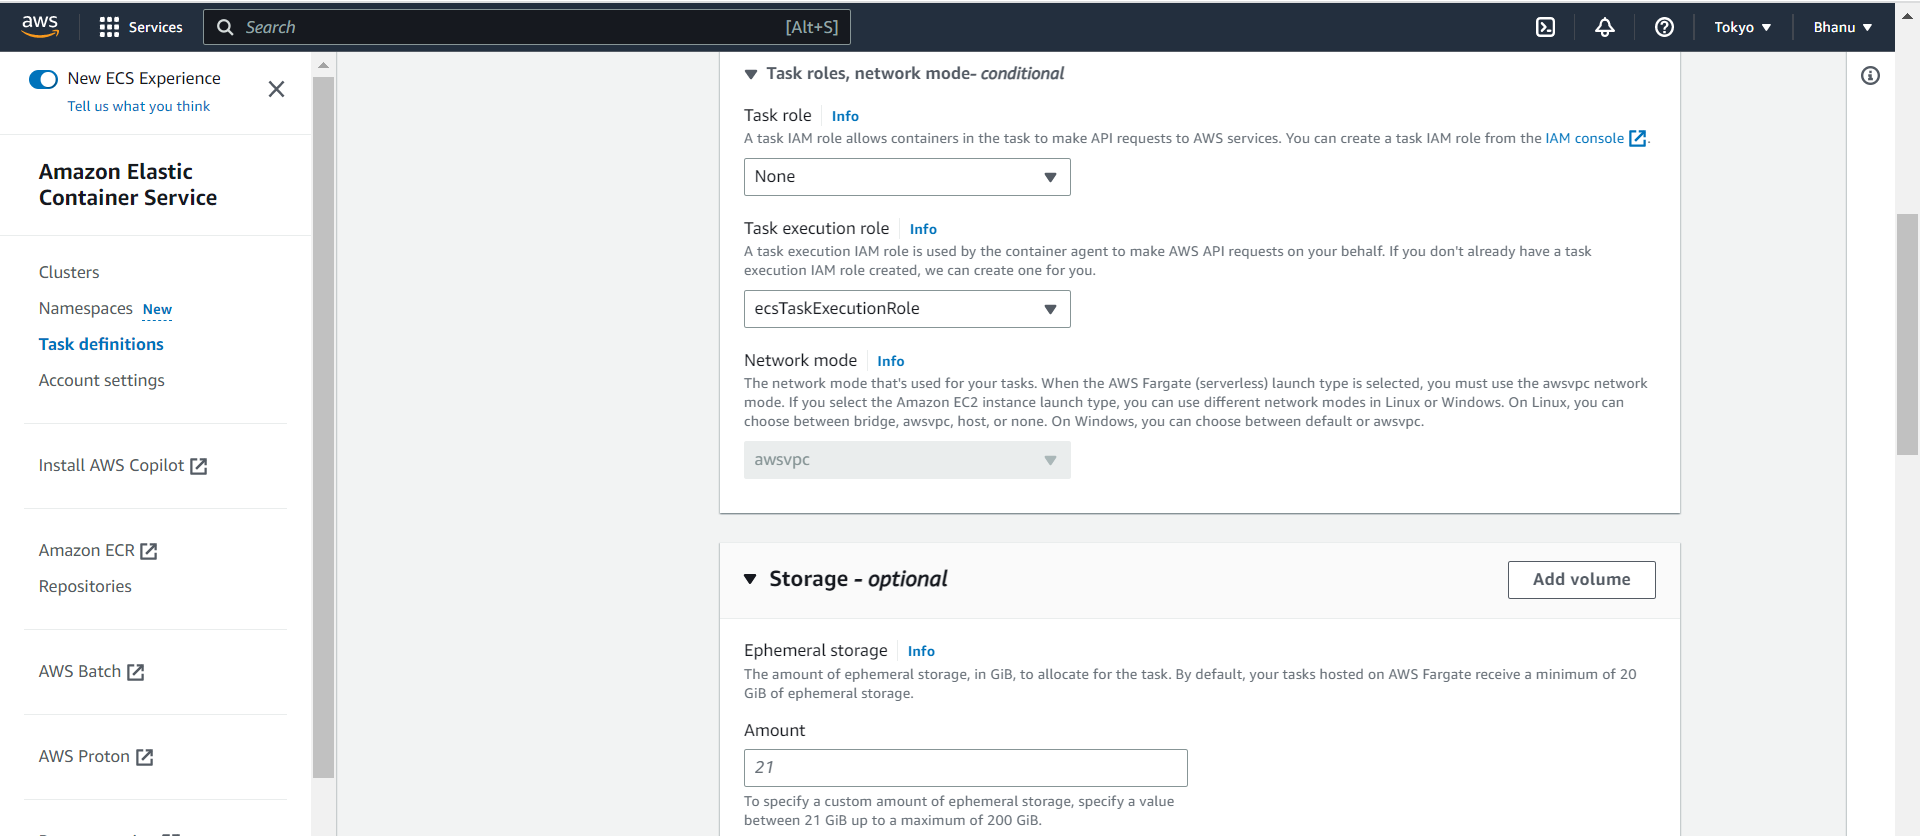 aws
Services
Search
[Alt+S]
Tokyo
Bhanu
New ECS Experience
Tell us what you think
Amazon Elastic
Container Service
Clusters
Namespaces New
Task definitions
Account settings
Install AWS Copilot
Amazon ECR
Repositories
AWS Batch
AWS Proton
Task roles, network mode- conditional
Task role Info
A task IAM role allows containers in the task to make API requests to AWS services. You can create a task IAM role from the IAM console.
None
Task execution role Info
A task execution IAM role is used by the container agent to make AWS API requests on your behalf. If you don't already have a task
execution IAM role created, we can create one for you.
ecsTaskExecutionRole
Network mode Info
The network mode that's used for your tasks. When the AWS Fargate (serverless) launch type is selected, you must use the awsvpc network
mode. If you select the Amazon EC2 instance launch type, you can use different network modes in Linux or Windows. On Linux, you can
choose between bridge, awsvpc, host, or none. On Windows, you can choose between default or awsvpc.
awsvpc
Storage - optional
Add volume
Ephemeral storage Info
The amount of ephemeral storage, in GiB, to allocate for the task. By default, your tasks hosted on AWS Fargate receive a minimum of 20
GiB of ephemeral storage.
Amount
21
To specify a custom amount of ephemeral storage, specify a value
between 21 GiB up to a maximum of 200 GiB.